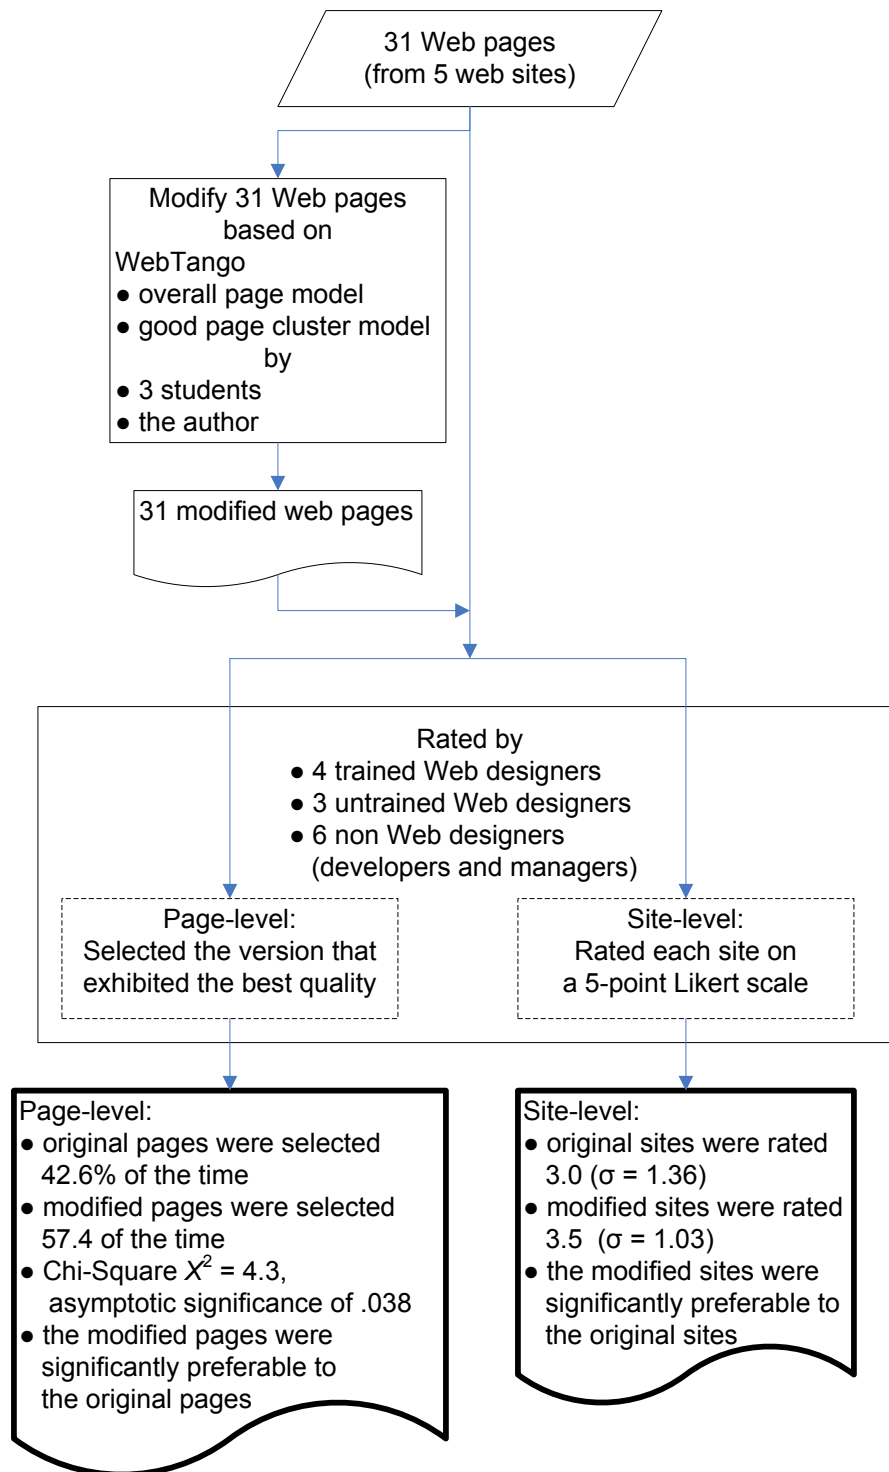 31 Web pages
(from 5 web sites)
Modify 31 Web pages
based on
WebTango
● overall page model
● good page cluster model
by
● 3 students
● the author
31 modified web pages
Rated by
● 4 trained Web designers
● 3 untrained Web designers
● 6 non Web designers
(developers and managers)
Page-level:
Selected the version that
exhibited the best quality
Site-level:
Rated each site on
a 5-point Likert scale
Page-level:
● original pages were selected
42.6% of the time
● modified pages were selected
57.4 of the time
● Chi-Square X² = 4.3,
asymptotic significance of .038
● the modified pages were
significantly preferable to
the original pages
Site-level:
● original sites were rated
3.0 (σ = 1.36)
● modified sites were rated
3.5 (σ = 1.03)
● the modified sites were
significantly preferable to
the original sites